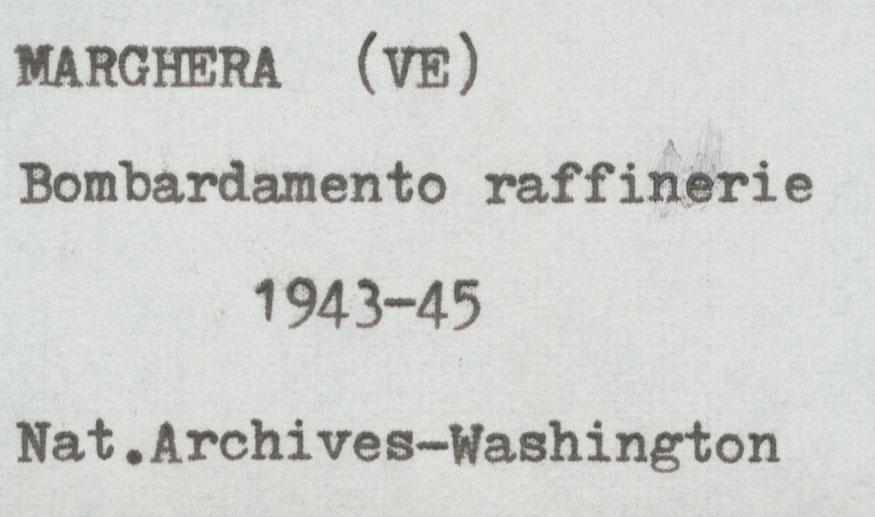 MARGHERA (VE)
Bombardamento raffinerie
1943-45
Nat.Archives-Washington